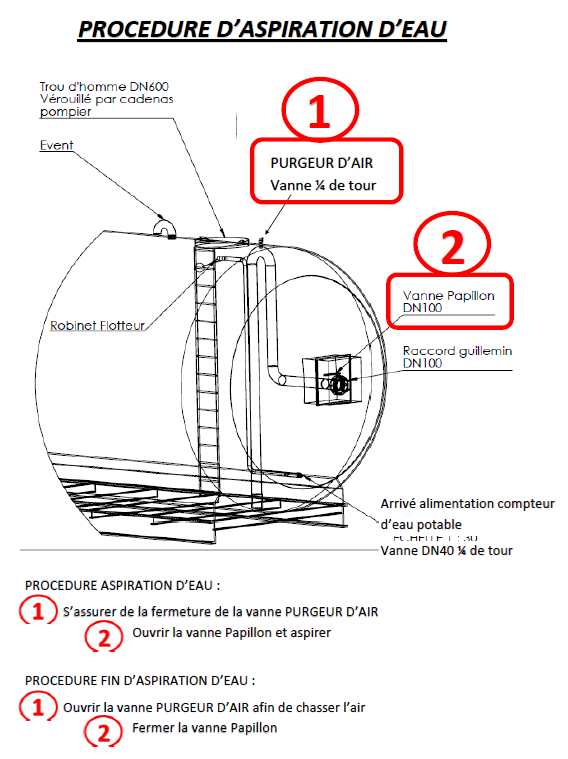 PROCEDURE D’ASPIRATION D’EAU
Trou d'homme DN600
Vérouillé par cadenas
pompier
Event
1
PURGEUR D’AIR
Vanne ¼ de tour
2
Vanne Papillon
DN100
Robinet Flotteur
Raccord guillemin
DN100
Arrivé alimentation compteur
d’eau potable
ECHELLE 1 : 30
Vanne DN40 ¼ de tour
PROCEDURE ASPIRATION D’EAU :
1 S’assurer de la fermeture de la vanne PURGEUR D’AIR
2 Ouvrir la vanne Papillon et aspirer
PROCEDURE FIN D’ASPIRATION D’EAU :
1 Ouvrir la vanne PURGEUR D’AIR afin de chasser l’air
2 Fermer la vanne Papillon